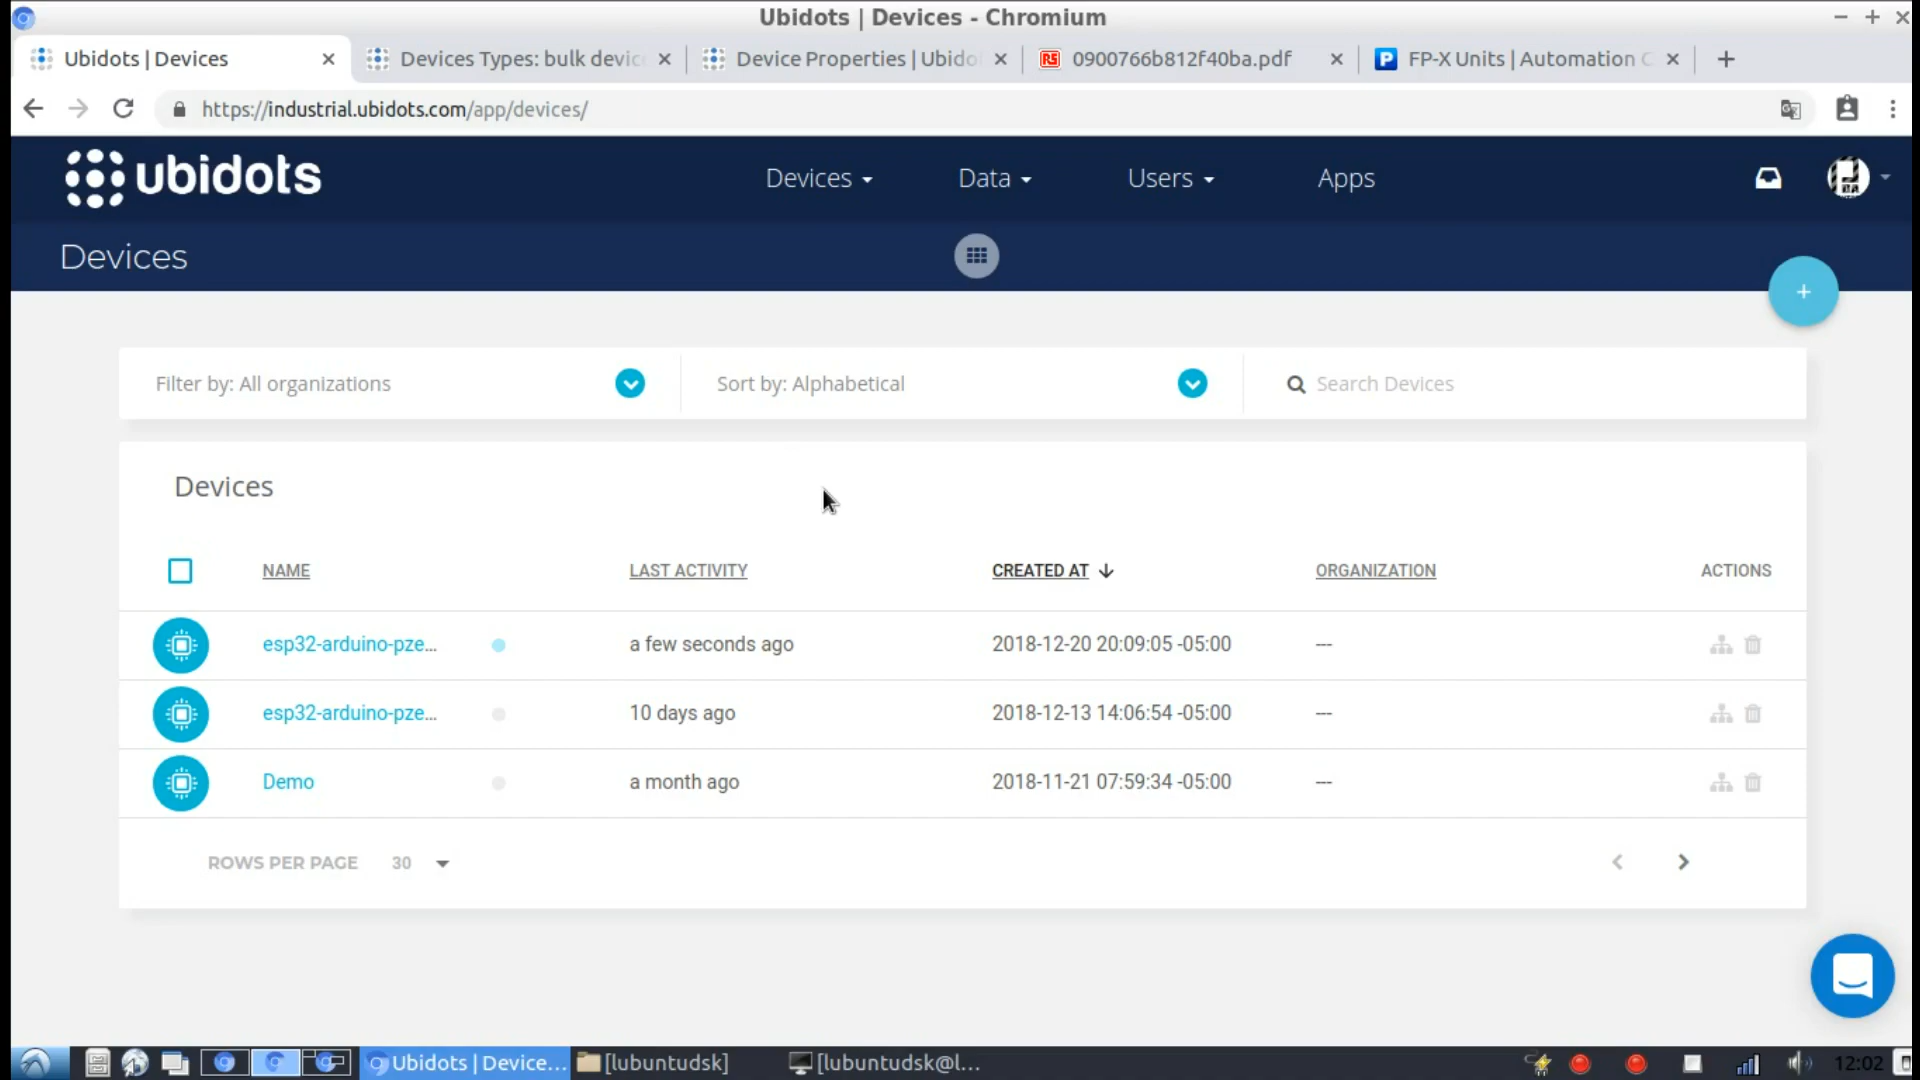 Ubidots | Devices - Chromium
Ubidots | Devices
Devices Types: bulk devic
Device Properties | Ubido
RS
0900766b812f40ba.pdf
P
FP-X Units | Automation C
https://industrial.ubidots.com/app/devices/
ubidots
Devices
Data
Users
Apps
Devices
+
Filter by: All organizations
Sort by: Alphabetical
Search Devices
Devices
NAME
LAST ACTIVITY
CREATED AT
ORGANIZATION
ACTIONS
esp32-arduino-pze...
a few seconds ago
2018-12-20 20:09:05 -05:00
---
esp32-arduino-pze...
10 days ago
2018-12-13 14:06:54 -05:00
---
Demo
a month ago
2018-11-21 07:59:34 -05:00
---
ROWS PER PAGE 30
Ubidots | Device...
[lubuntudsk]
[lubuntudsk@l...
12:02